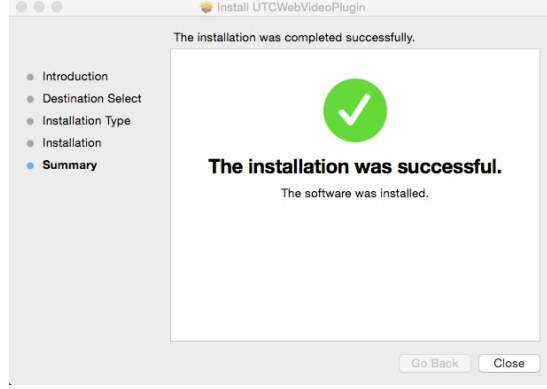 Install UTCWebVideoPlugin
The installation was completed successfully.
Introduction
Destination Select
Installation Type
Installation
Summary
The installation was successful.
The software was installed.
Go Back
Close